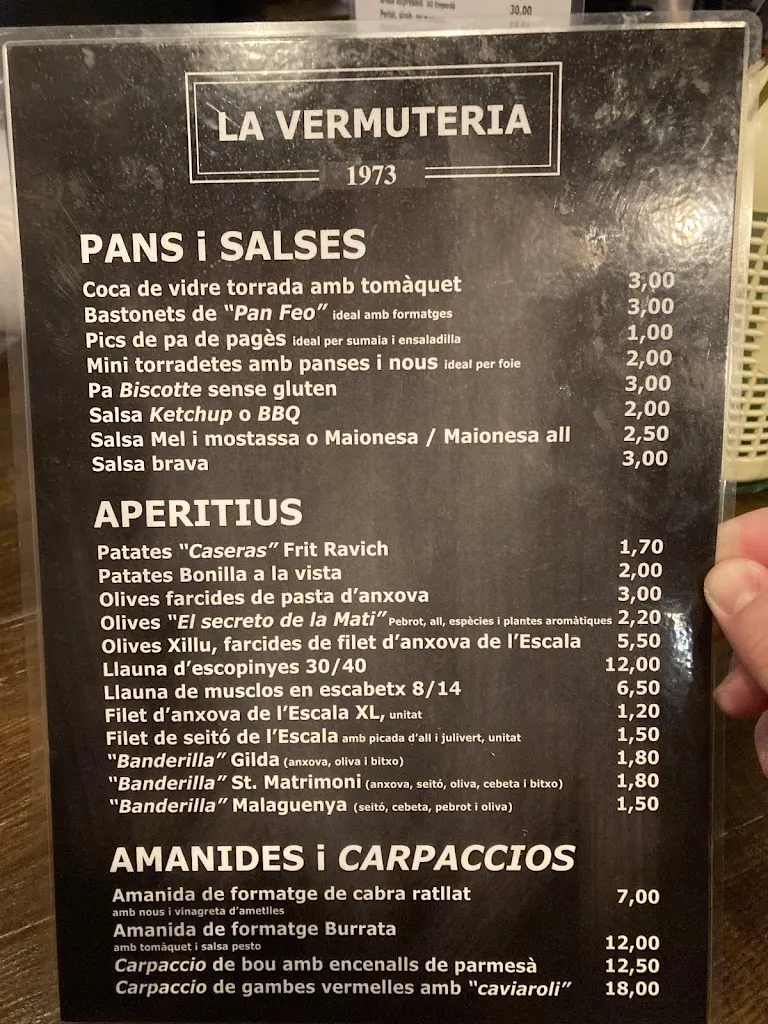 30,00
LA VERMUTERIA
1973
PANS i SALSES
Coca de vidre torrada amb tomàquet 3,00
Bastonets de “Pan Feo” ideal amb formatges 3,00
Pics de pa de pagès ideal per sumaia i ensaladilla 1,00
Mini torradetes amb panses i nous ideal per foie 2,00
Pa Biscotte sense gluten 3,00
Salsa Ketchup o BBQ 2,00
Salsa Mel i mostassa o Maionesa / Maionesa all 2,50
Salsa brava 3,00
APERITIUS
Patates “Caseras” Frit Ravich 1,70
Patates Bonilla a la vista 2,00
Olives farcides de pasta d’anxova 3,00
Olives “El secreto de la Mati” Pebrot, all, espècies i plantes aromàtiques 2,20
Olives Xillu, farcides de filet d’anxova de l’Escala 5,50
Llauna d’escopinyes 30/40 12,00
Llauna de musclos en escabetx 8/14 6,50
Filet d’anxova de l’Escala XL, unitat 1,20
Filet de seitó de l’Escala amb picada d’all i julivert, unitat 1,50
“Banderilla” Gilda (anxova, oliva i bitxo) 1,80
“Banderilla” St. Matrimoni (anxova, seitó, oliva, cebeta i bitxo) 1,80
“Banderilla” Malaguenya (seitó, cebeta, pebrot i oliva) 1,50
AMANIDES i CARPACCIOS
Amanida de formatge de cabra ratllat 7,00
amb nous i vinagreta d’ametlles
Amanida de formatge Burrata
amb tomàquet i salsa pesto 12,00
Carpaccio de bou amb encenalls de parmesà 12,50
Carpaccio de gambes vermelles amb “caviaroli” 18,00